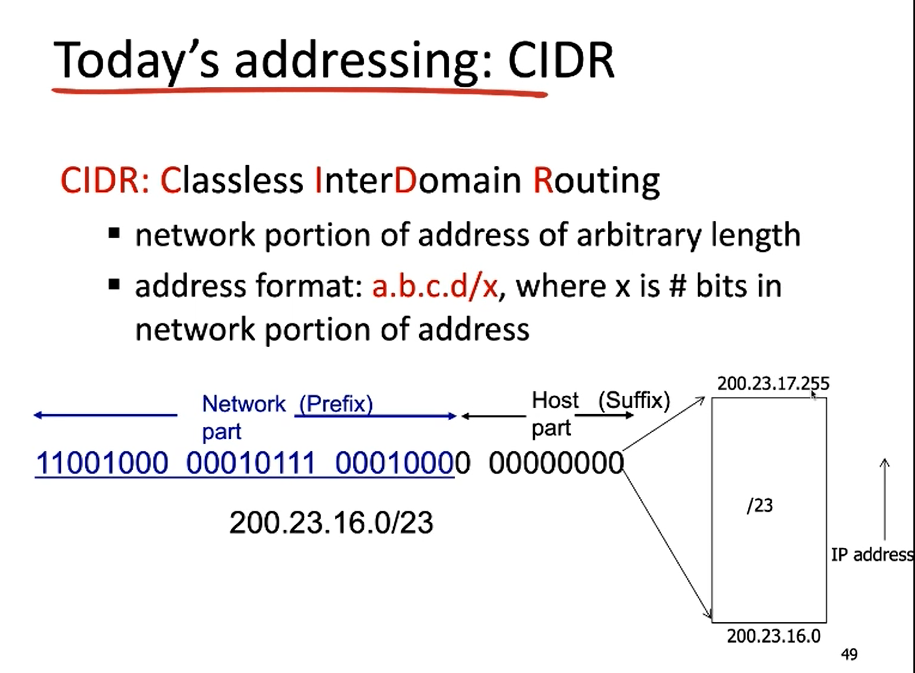 Today's addressing: CIDR
CIDR: Classless InterDomain Routing
▪ network portion of address of arbitrary length
▪ address format: a.b.c.d/x, where x is # bits in
network portion of address
Network (Prefix)
part
Host (Suffix)
part
11001000 00010111 00010000 00000000
200.23.16.0/23
200.23.17.255
/23
IP address
200.23.16.0
49